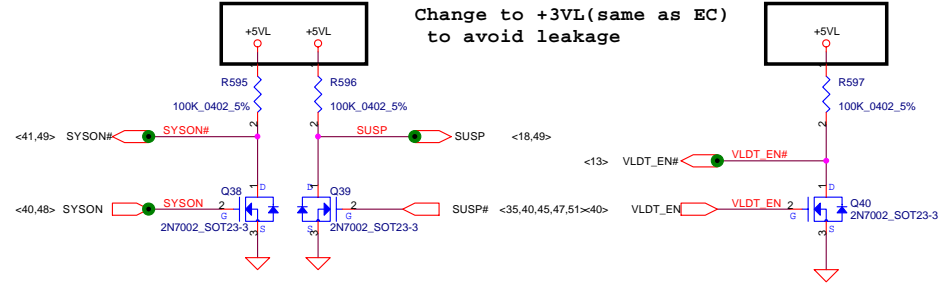 Change to +3VL(same as EC)
to avoid leakage
+5VL
+5VL
+5VL
1
1
1
R595
R596
R597
100K_0402_5%
100K_0402_5%
100K_0402_5%
2
2
2
<41,49>
SYSON#
SYSON#
SUSP
SUSP
<18,49>
<13>
VLDT_EN#
VLDT_EN#
1
D
1
D
1
D
Q38
Q39
Q40
<40,48>
SYSON
SYSON
2
G
2
G
SUSP#
<35,40,45,47,51>
<40>
VLDT_EN
VLDT_EN
2
G
2N7002_SOT23-3
2N7002_SOT23-3
2N7002_SOT23-3
3
S
3
S
3
S